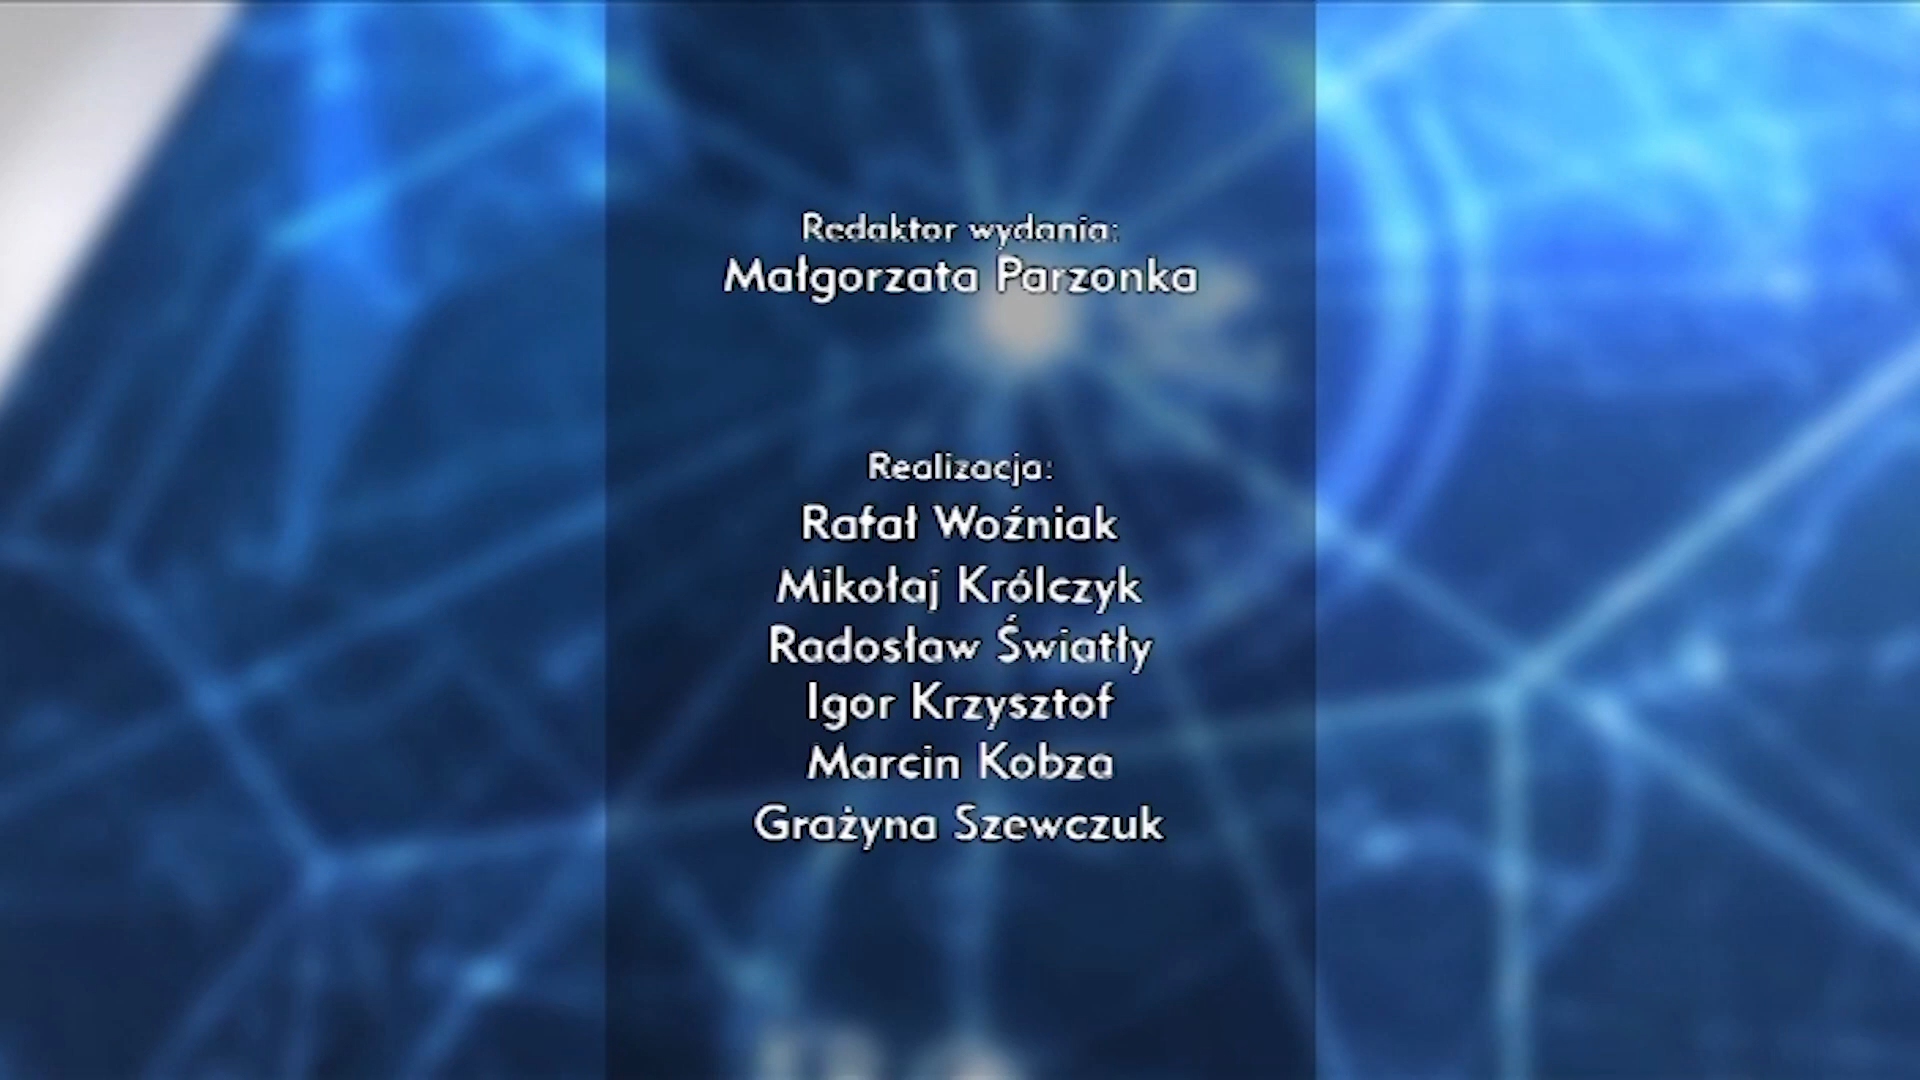 Redaktor wydania:
Małgorzata Parzonka
Realizacja:
Rafał Woźniak
Mikołaj Królczyk
Radosław Światły
Igor Krzysztof
Marcin Kobza
Grażyna Szewczuk